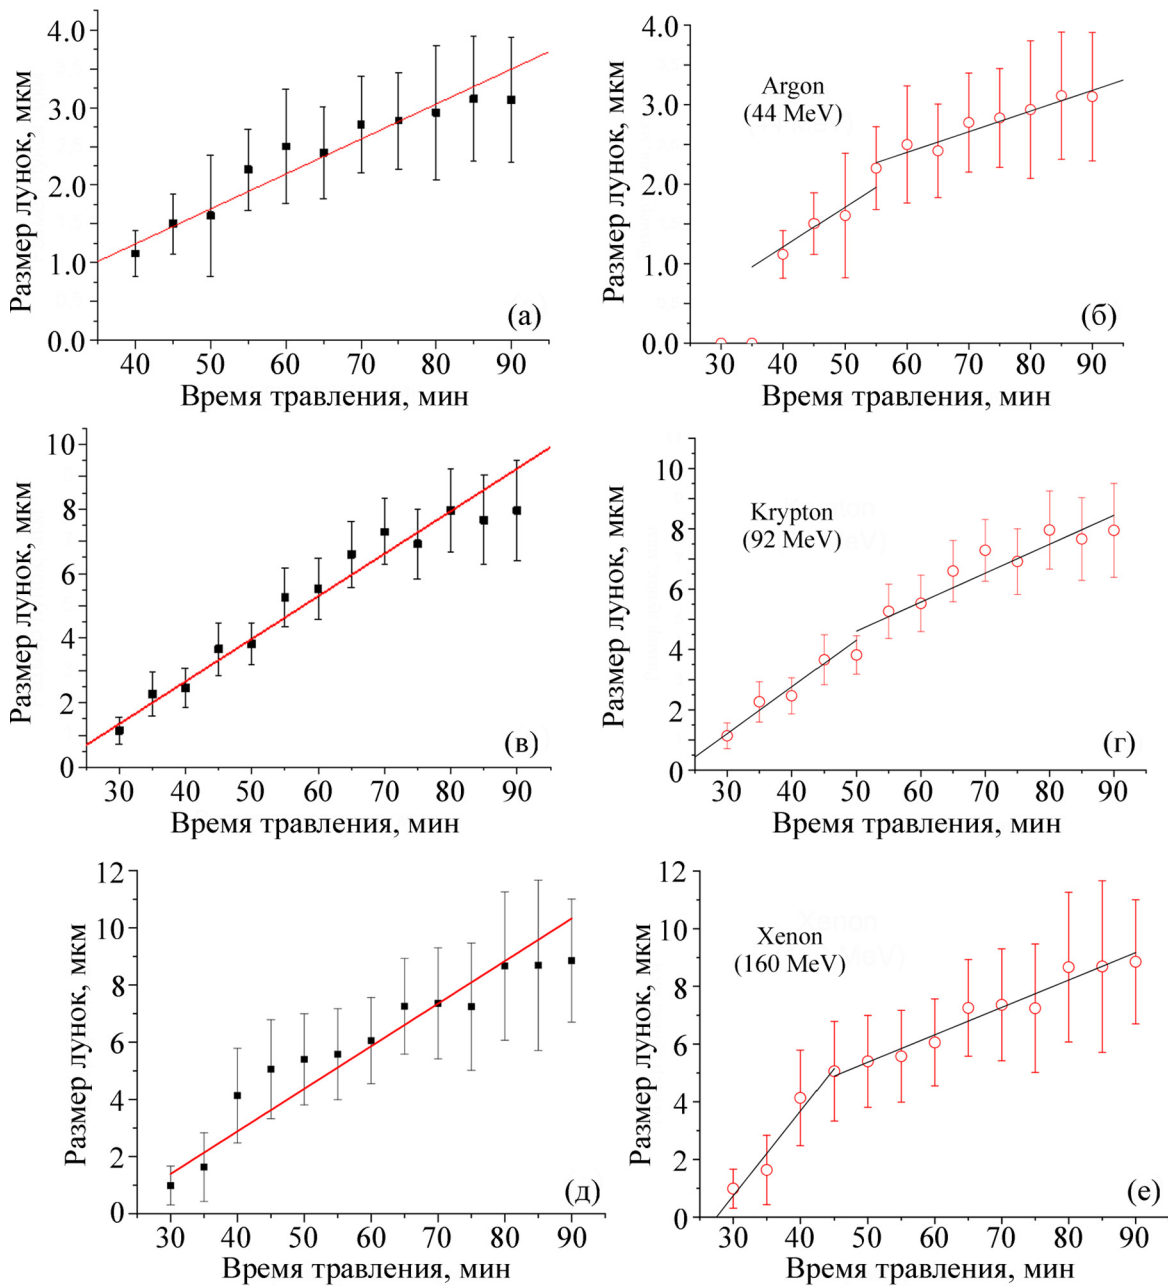 4.0
3.0
2.0
1.0
0.0
Размер лунок, мкм
(а)
40 50 60 70 80 90
Время травления, мин
4.0
3.0
2.0
1.0
0.0
Размер лунок, мкм
Argon
(44 MeV)
(б)
30 40 50 60 70 80 90
Время травления, мин
10
8
6
4
2
0
Размер лунок, мкм
(в)
30 40 50 60 70 80 90
Время травления, мин
10
8
6
4
2
0
Размер лунок, мкм
Krypton
(92 MeV)
(г)
30 40 50 60 70 80 90
Время травления, мин
12
10
8
6
4
2
0
Размер лунок, мкм
(д)
30 40 50 60 70 80 90
Время травления, мин
12
10
8
6
4
2
0
Размер лунок, мкм
Xenon
(160 MeV)
(е)
30 40 50 60 70 80 90
Время травления, мин